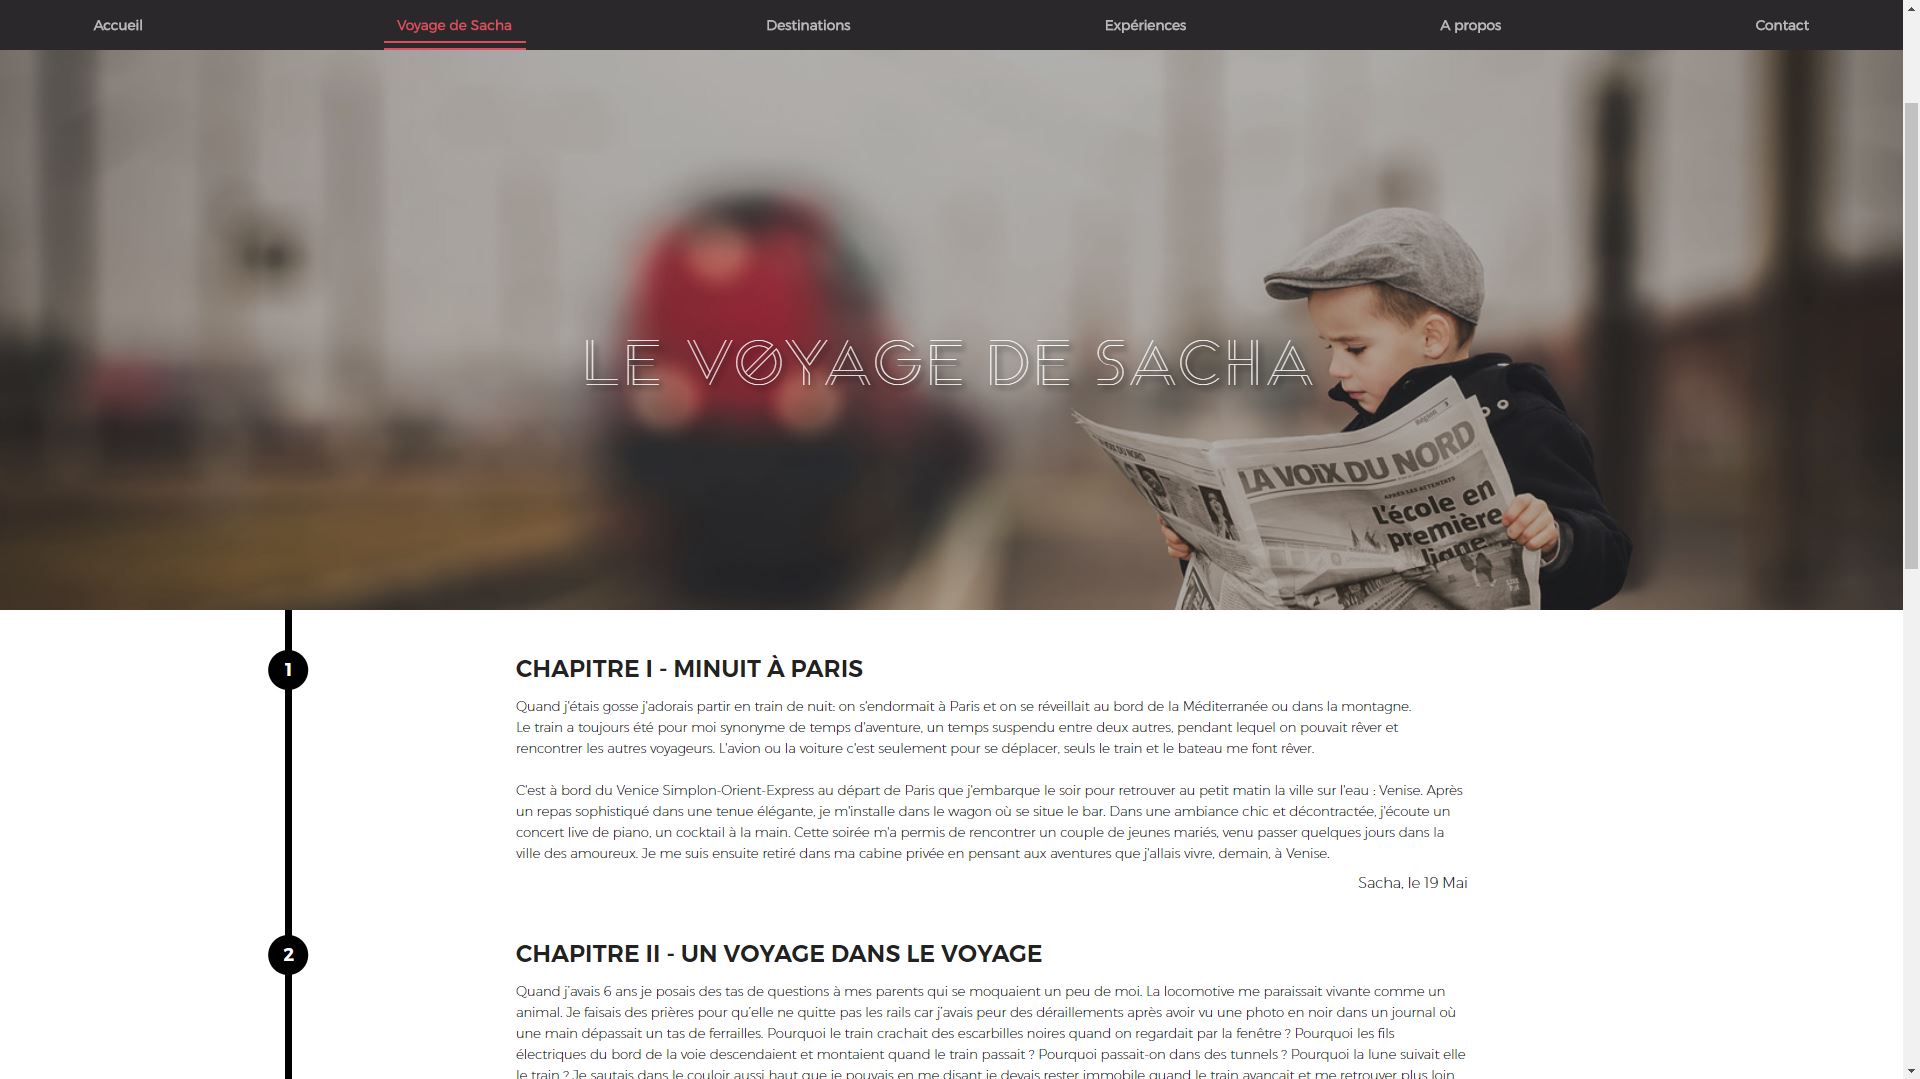 Accueil
Voyage de Sacha
Destinations
Expériences
A propos
Contact
LE VØYAGE DE SACHA
Région 3
LA VOiX DU NORD
APRÈS LES ATTENTATS
L'école en
première
ligne
1
CHAPITRE I - MINUIT À PARIS
Quand j'étais gosse j'adorais partir en train de nuit: on s'endormait à Paris et on se réveillait au bord de la Méditerranée ou dans la montagne.
Le train a toujours été pour moi synonyme de temps d'aventure, un temps suspendu entre deux autres, pendant lequel on pouvait rêver et
rencontrer les autres voyageurs. L'avion ou la voiture c'est seulement pour se déplacer, seuls le train et le bateau me font rêver.
C'est à bord du Venice Simplon-Orient-Express au départ de Paris que j'embarque le soir pour retrouver au petit matin la ville sur l'eau : Venise. Après
un repas sophistiqué dans une tenue élégante, je m'installe dans le wagon où se situe le bar. Dans une ambiance chic et décontractée, j'écoute un
concert live de piano, un cocktail à la main. Cette soirée m'a permis de rencontrer un couple de jeunes mariés, venu passer quelques jours dans la
ville des amoureux. Je me suis ensuite retiré dans ma cabine privée en pensant aux aventures que j'allais vivre, demain, à Venise.
Sacha, le 19 Mai
2
CHAPITRE II - UN VOYAGE DANS LE VOYAGE
Quand j'avais 6 ans je posais des tas de questions à mes parents qui se moquaient un peu de moi. La locomotive me paraissait vivante comme un
animal. Je faisais des prières pour qu'elle ne quitte pas les rails car j'avais peur des déraillements après avoir vu une photo en noir dans un journal où
une main dépassait un tas de ferrailles. Pourquoi le train crachait des escarbilles noires quand on regardait par la fenêtre ? Pourquoi les fils
électriques du bord de la voie descendaient et montaient quand le train passait ? Pourquoi passait-on dans des tunnels ? Pourquoi la lune suivait elle
le train ? Je sautais dans le couloir aussi haut que je pouvais en me disant je devais rester immobile quand le train avançait et me retrouver plus loin